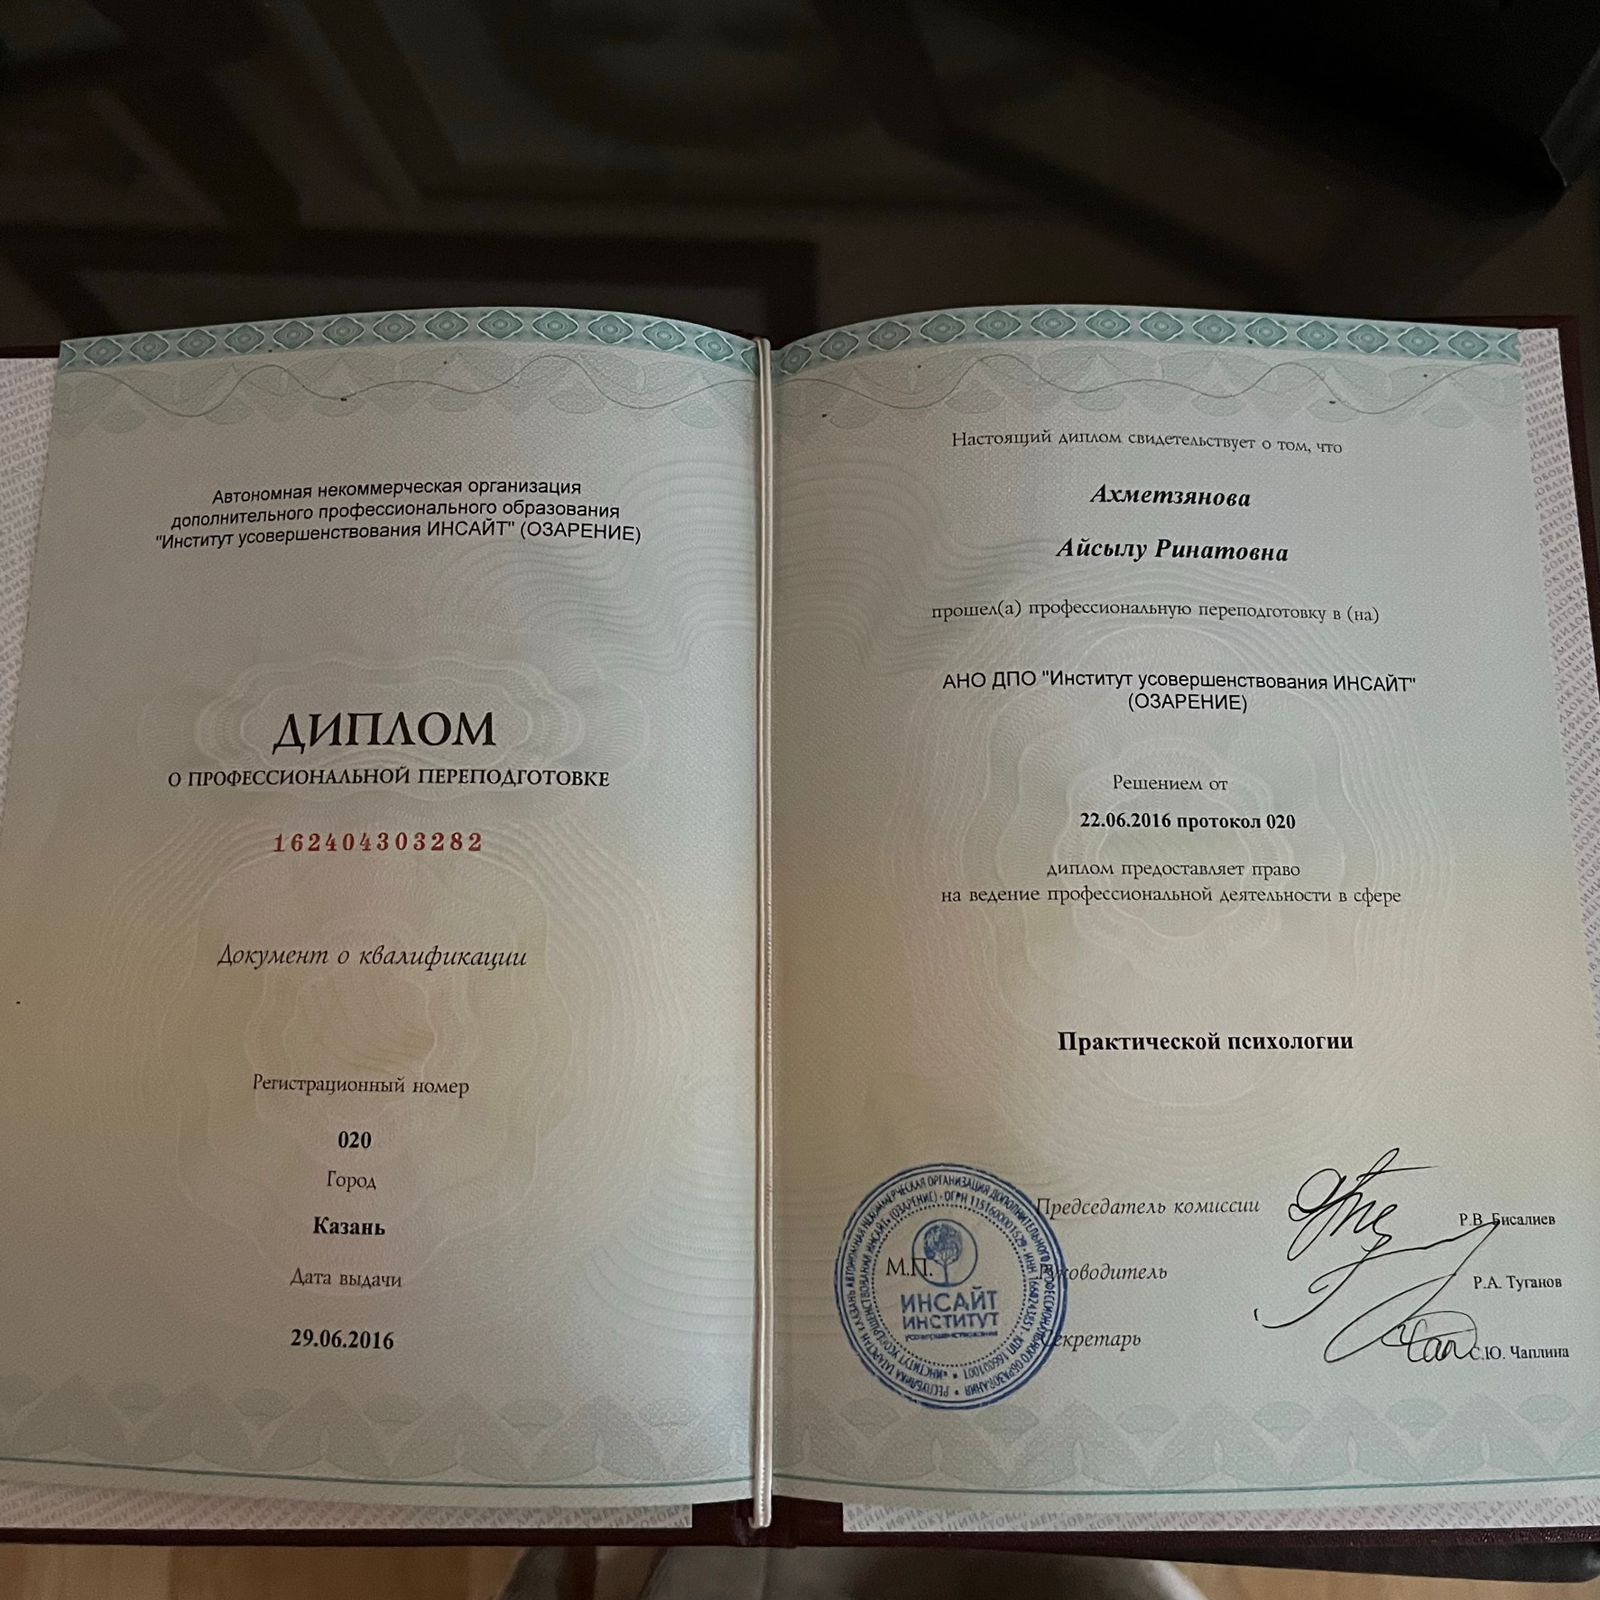 Автономная некоммерческая организация
дополнительного профессионального образования
"Институт усовершенствования ИНСАЙТ" (ОЗАРЕНИЕ)
ДИПЛОМ
О ПРОФЕССИОНАЛЬНОЙ ПЕРЕПОДГОТОВКЕ
162404303282
Документ о квалификации
Регистрационный номер
020
Город
Казань
Дата выдачи
29.06.2016
Настоящий диплом свидетельствует о том, что
Ахметзянова
Айсылу Ринатовна
прошел(а) профессиональную переподготовку в (на)
АНО ДПО "Институт усовершенствования ИНСАЙТ"
(ОЗАРЕНИЕ)
Решением от
22.06.2016 протокол 020
диплом предоставляет право
на ведение профессиональной деятельности в сфере
Практической психологии
Председатель комиссии
Р.В. Бисалиев
М.П.
Руководитель
Р.А. Туганов
Секретарь
С.Ю. Чаплина
ИНСАЙТ
ИНСТИТУТ
усовершенствования